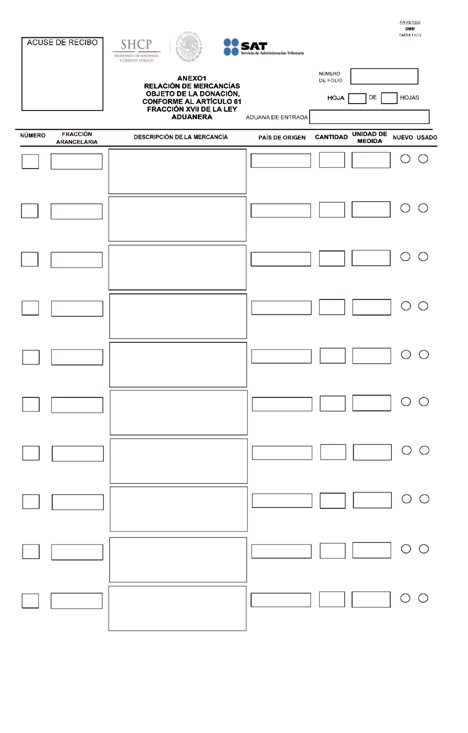 ACUSE DE RECIBO
SHCP
SECRETARÍA DE HACIENDA
Y CRÉDITO PÚBLICO
SAT
Servicio de Administración Tributaria
ANEXO1
RELACIÓN DE MERCANCÍAS
OBJETO DE LA DONACIÓN,
CONFORME AL ARTÍCULO 61
FRACCIÓN XVII DE LA LEY
ADUANERA
NÚMERO
DE FOLIO
HOJA DE HOJAS
ADUANA DE ENTRADA
NÚMERO
FRACCIÓN
ARANCELARIA
DESCRIPCIÓN DE LA MERCANCÍA
PAÍS DE ORIGEN
CANTIDAD
UNIDAD DE
MEDIDA
NUEVO USADO